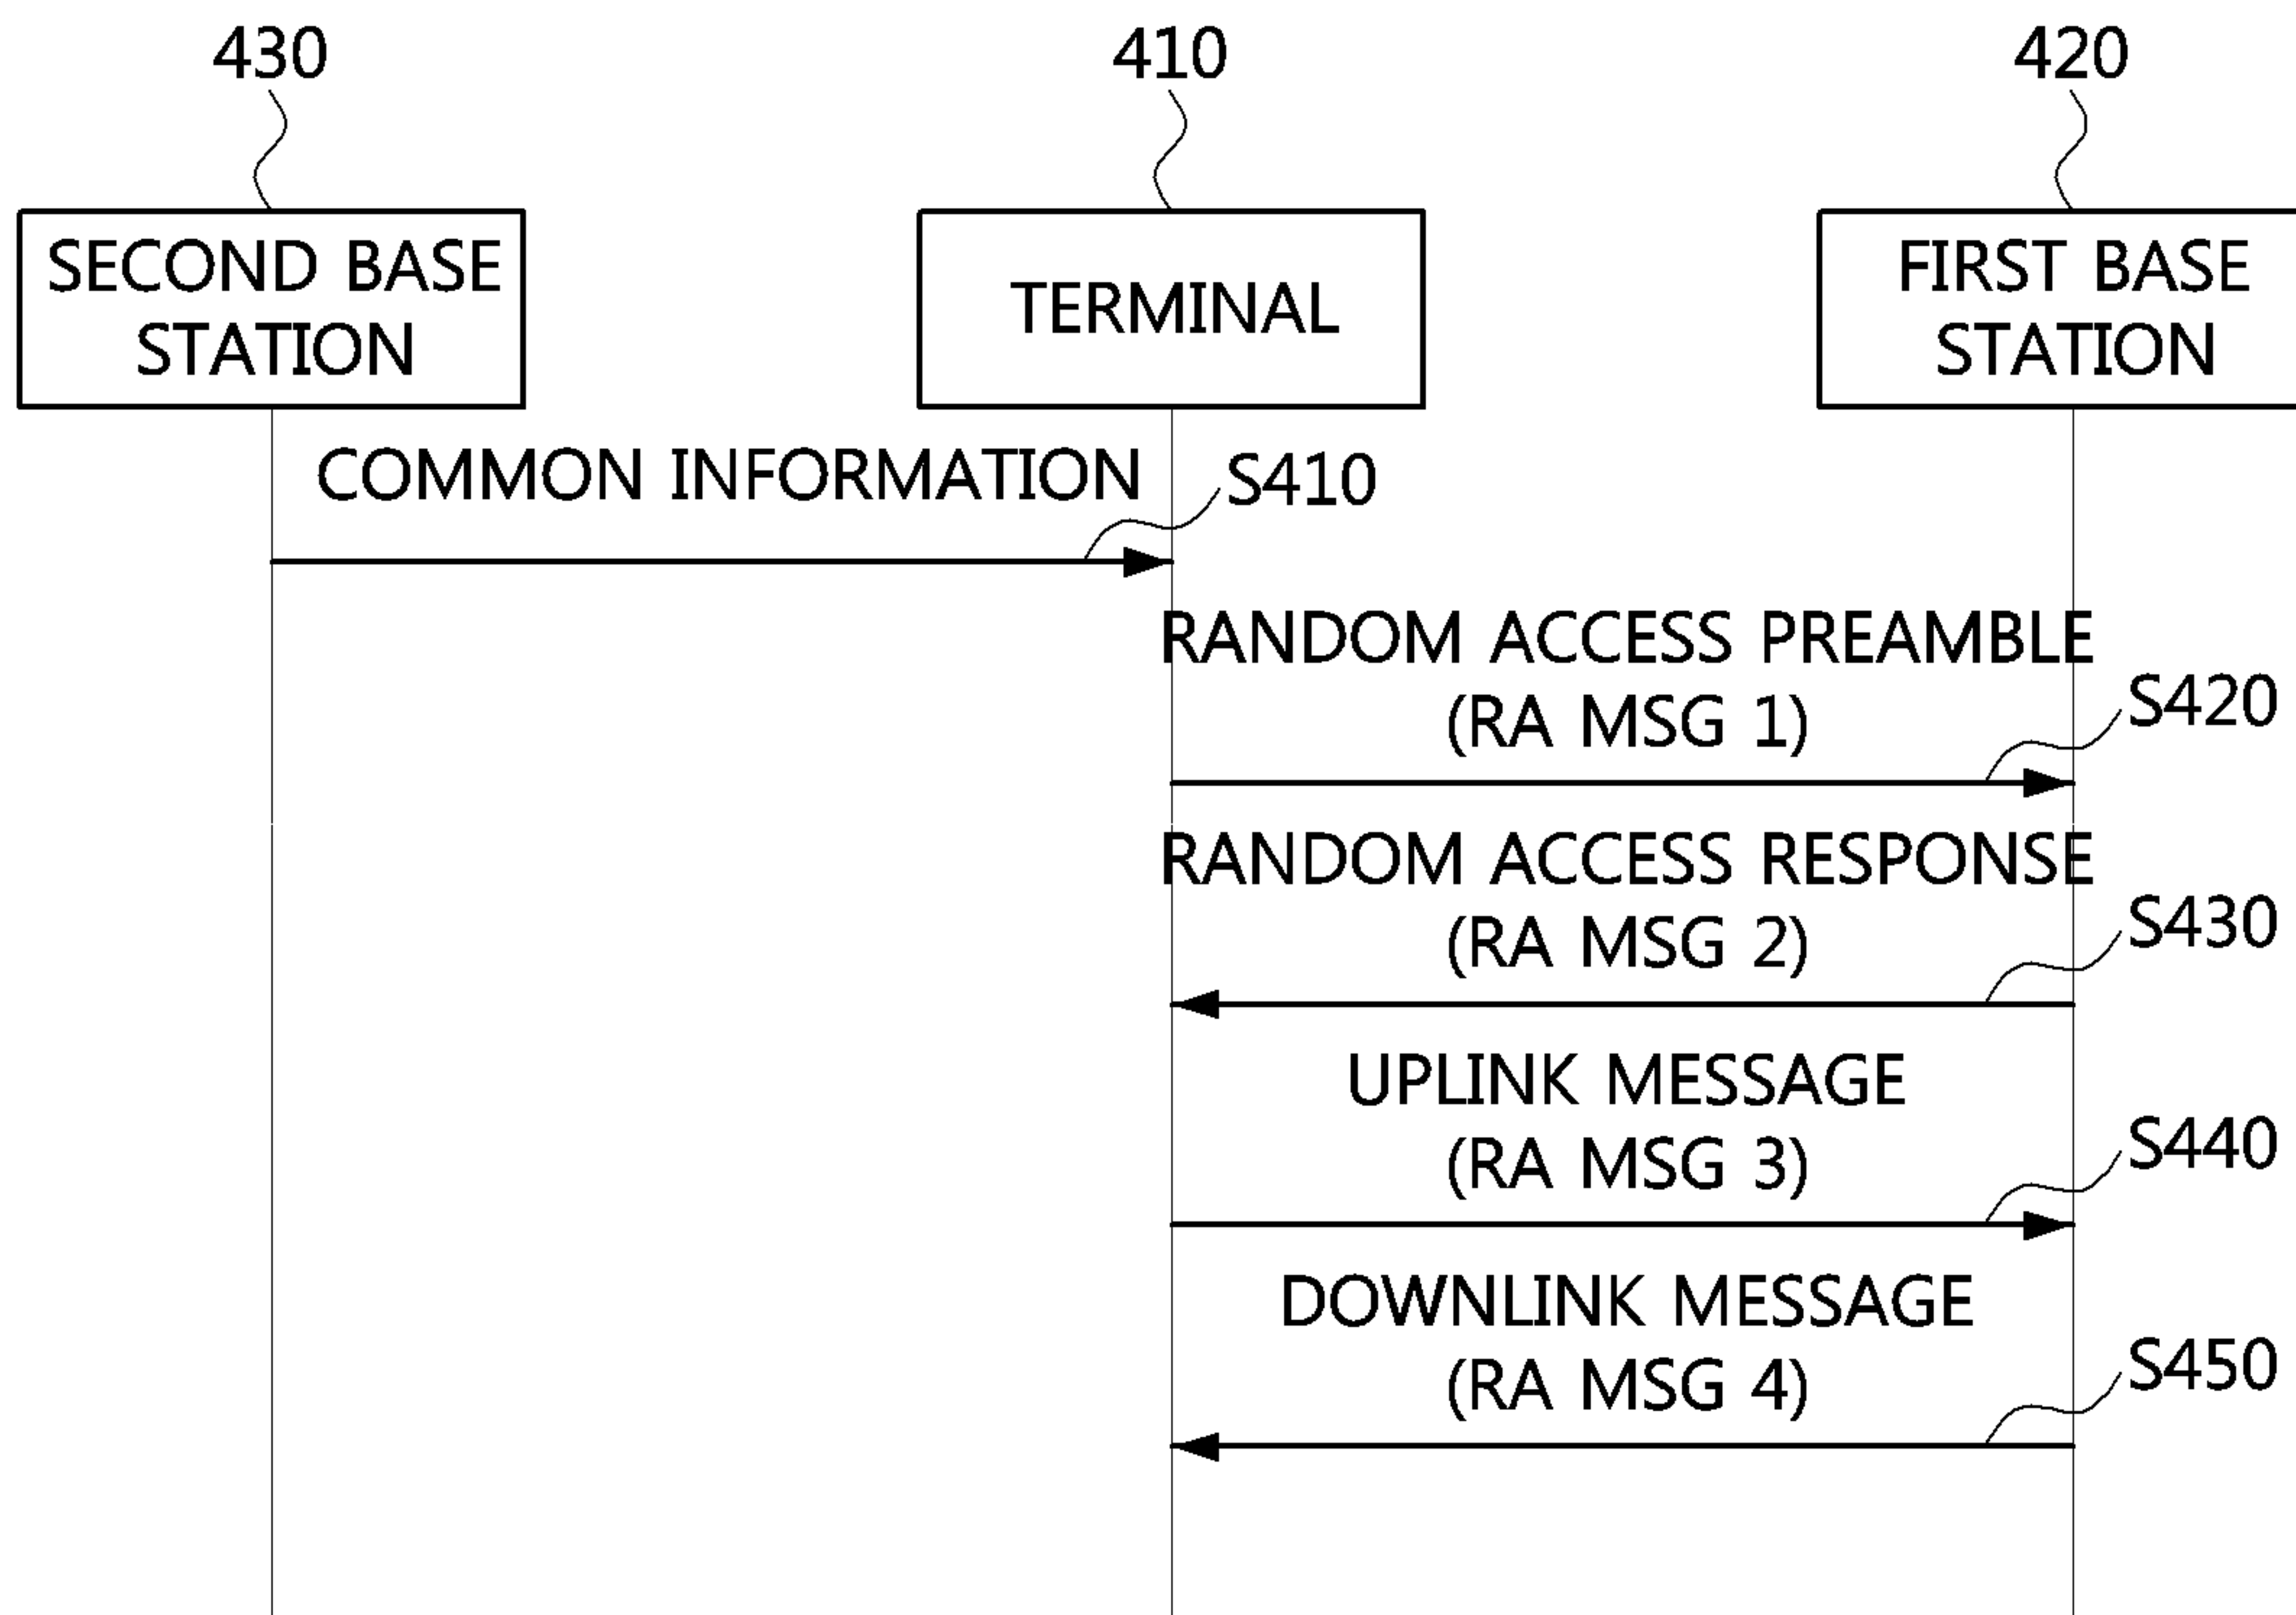 430
410
420
SECOND BASE
STATION
TERMINAL
FIRST BASE
STATION
COMMON INFORMATION
S410
RANDOM ACCESS PREAMBLE
(RA MSG 1)
S420
RANDOM ACCESS RESPONSE
(RA MSG 2)
S430
UPLINK MESSAGE
(RA MSG 3)
S440
DOWNLINK MESSAGE
(RA MSG 4)
S450